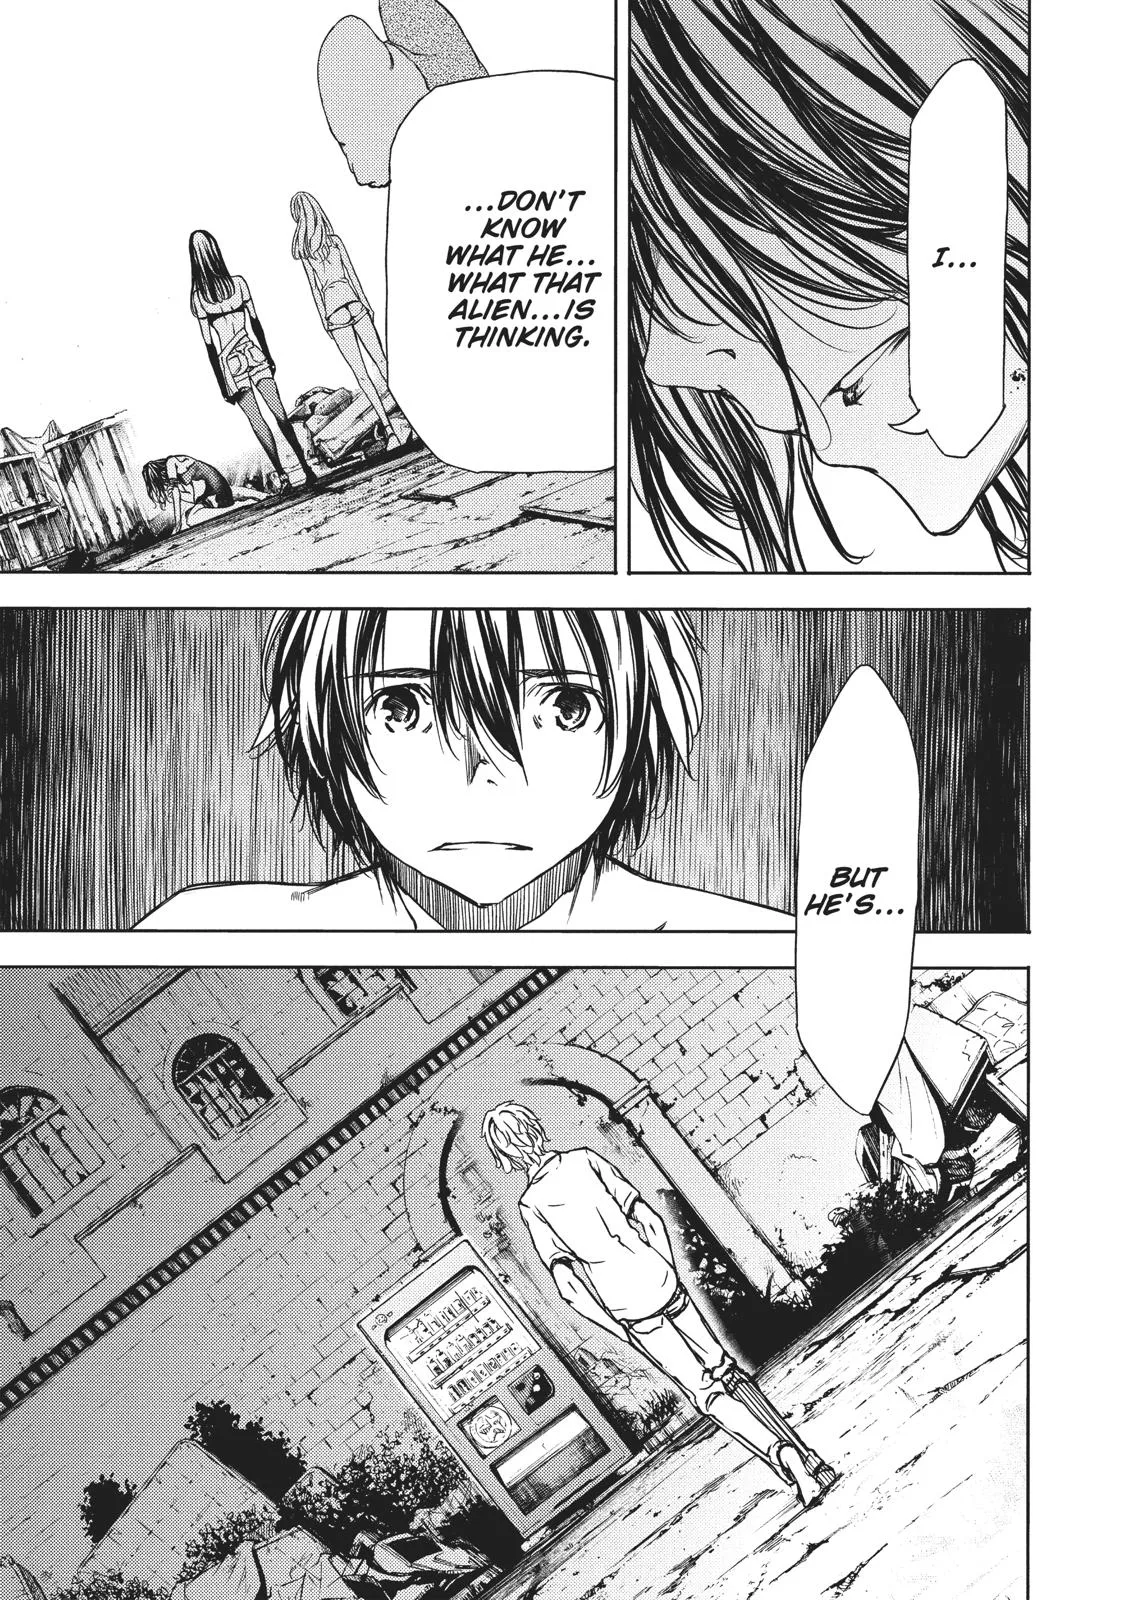 I...
...DON'T
KNOW
WHAT HE...
WHAT THAT
ALIEN...IS
THINKING.
BUT
HE'S...